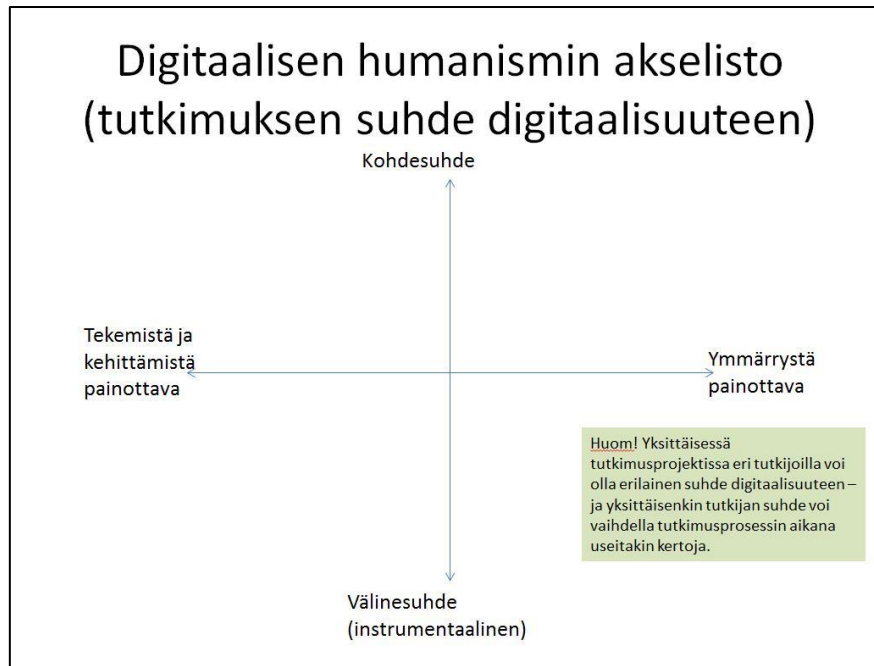 Digitaalisen humanismin akselisto
(tutkimuksen suhde digitaalisuuteen)
Kohdesuhde
Tekemistä ja
kehittämistä
painottava
Ymmärrystä
painottava
Huom! Yksittäisessä
tutkimusprojektissa eri tutkijoilla voi
olla erilainen suhde digitaalisuuteen –
ja yksittäisenkin tutkijan suhde voi
vaihdella tutkimusprosessin aikana
useitakin kertoja.
Välinesuhde
(instrumentaalinen)